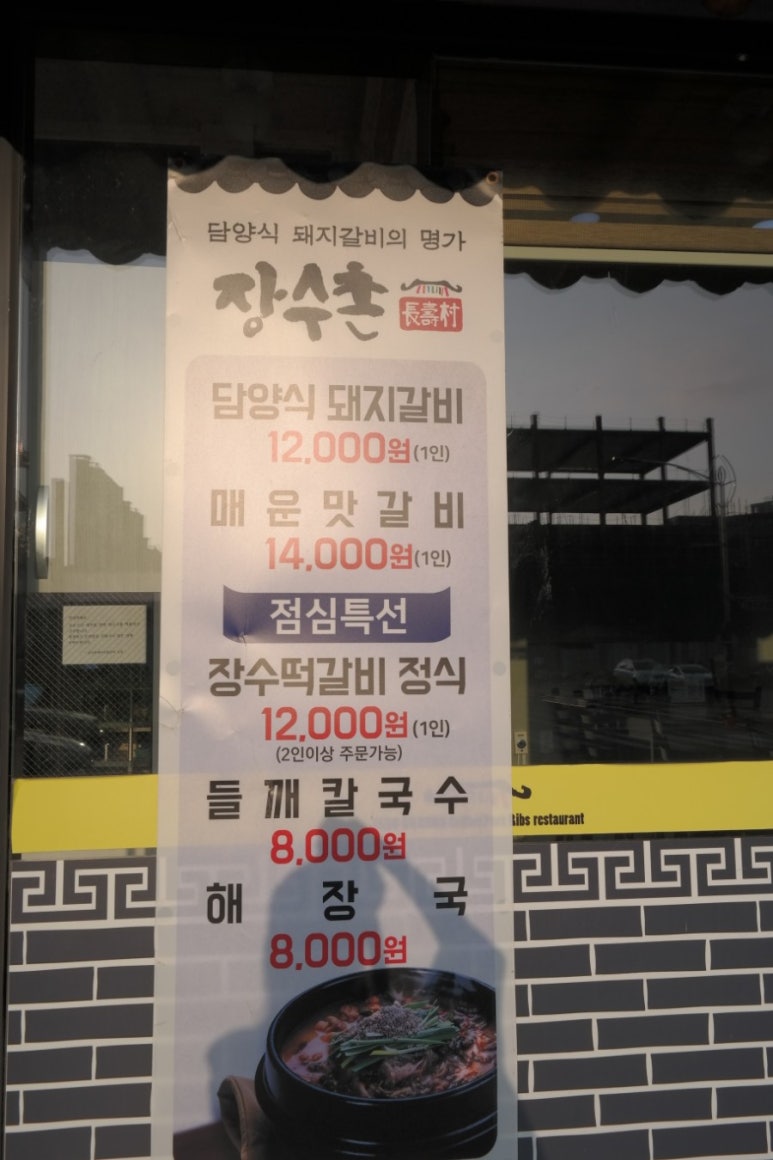 담양식 돼지갈비의 명가
장수촌
長壽村
담양식 돼지갈비
12,000원(1인)
매운맛갈비
14,000원(1인)
점심특선
장수떡갈비 정식
12,000원(1인)
(2인이상 주문가능)
들깨칼국수
8,000원
해장국
8,000원
Ribs restaurant